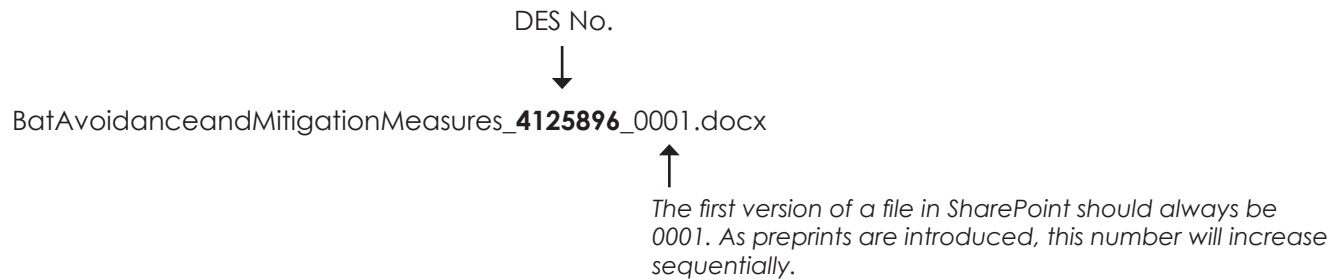 DES No.
BatAvoidanceandMitigationMeasures_4125896_0001.docx
The first version of a file in SharePoint should always be
0001. As preprints are introduced, this number will increase
sequentially.